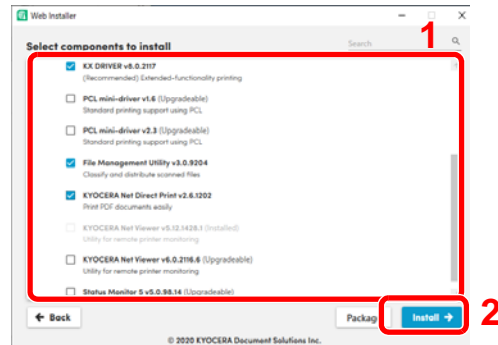 Web Installer
1
Select components to install
Search
KX DRIVER v8.0.2117
(Recommended) Extended-functionality printing
PCL mini-driver v1.6 (Upgradeable)
Standard printing support using PCL
PCL mini-driver v2.3 (Upgradeable)
Standard printing support using PCL
File Management Utility v3.0.9204
Classify and distribute scanned files
KYOCERA Net Direct Print v2.6.1202
Print PDF documents easily
KYOCERA Net Viewer v5.12.1428.1 (Installed)
Utility for remote printer monitoring
KYOCERA Net Viewer v6.0.2116.6 (Upgradeable)
Utility for remote printer monitoring
Status Monitor 5 v5.0.98.14 (Upgradeable)
← Back
Packag
Install →
2
© 2020 KYOCERA Document Solutions Inc.